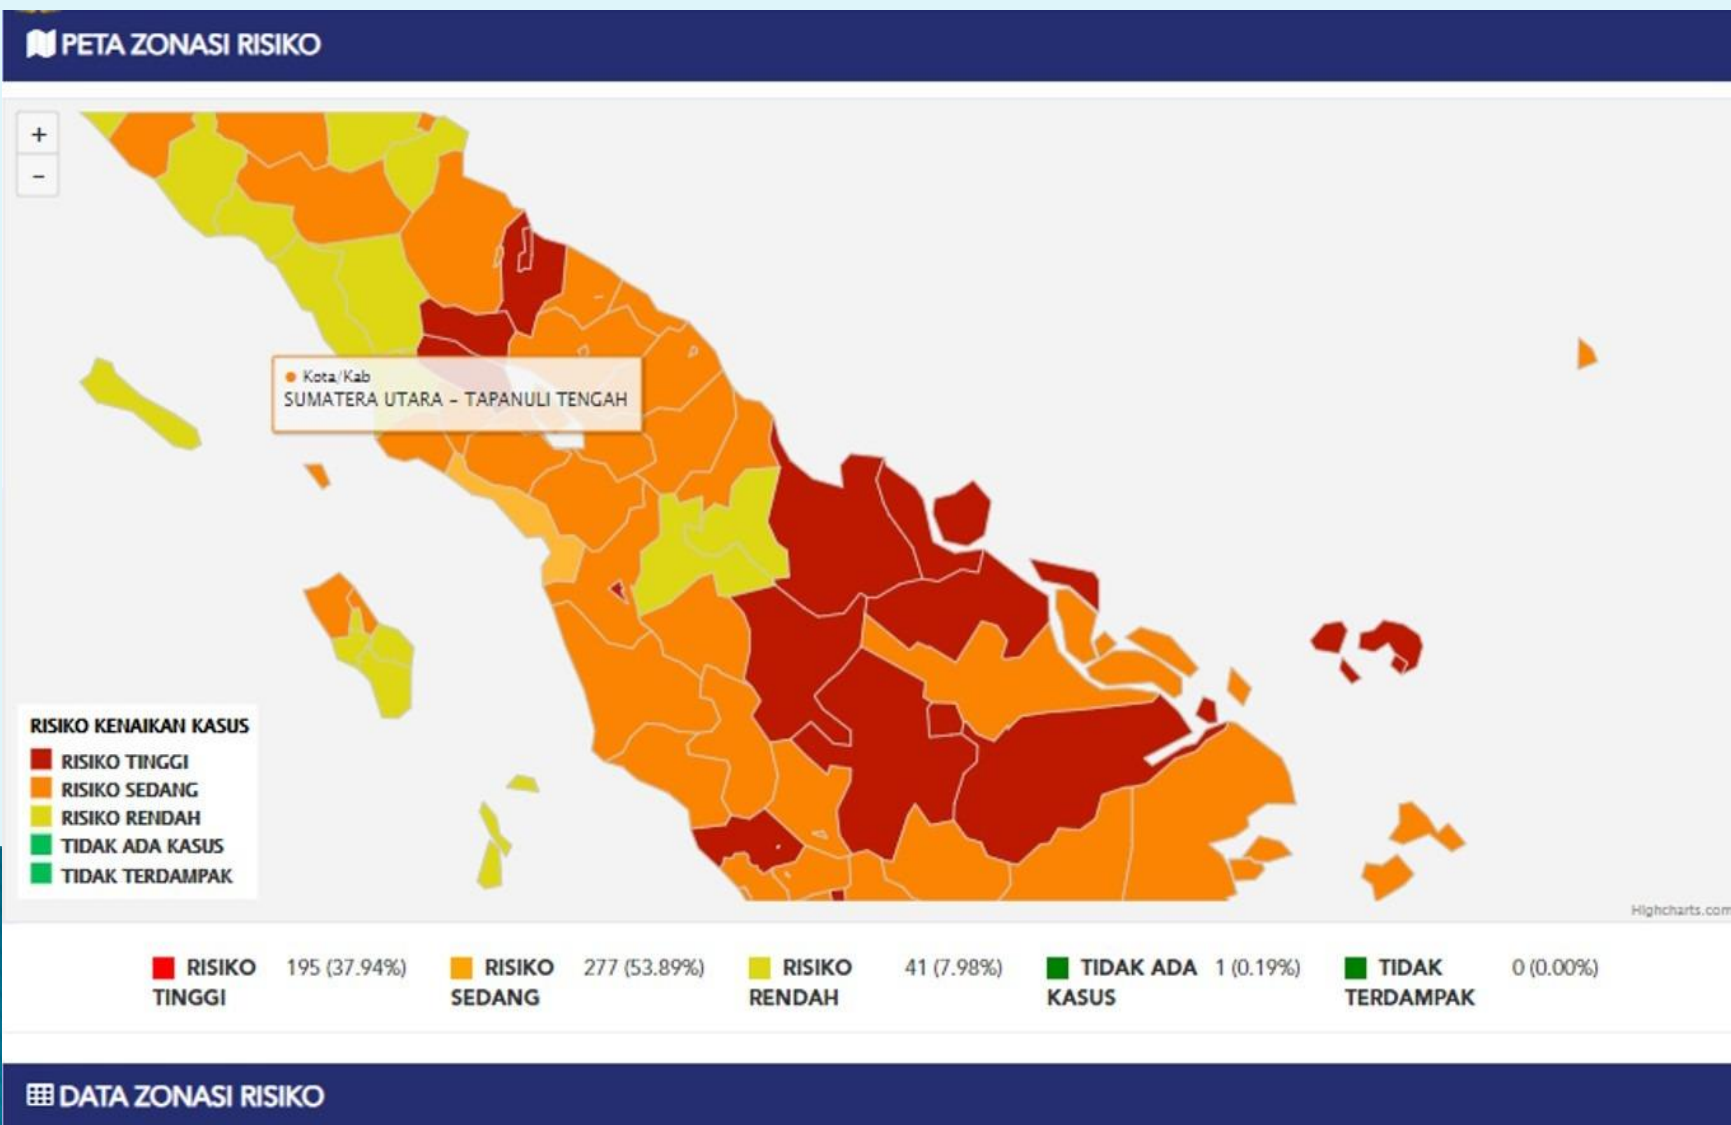 PETA ZONASI RISIKO
+
−
Kota/Kab
SUMATERA UTARA - TAPANULI TENGAH
RISIKO KENAIKAN KASUS
RISIKO TINGGI
RISIKO SEDANG
RISIKO RENDAH
TIDAK ADA KASUS
TIDAK TERDAMPAK
Highcharts.com
RISIKO TINGGI 195 (37.94%)
RISIKO SEDANG 277 (53.89%)
RISIKO RENDAH 41 (7.98%)
TIDAK ADA KASUS 1 (0.19%)
TIDAK TERDAMPAK 0 (0.00%)
DATA ZONASI RISIKO